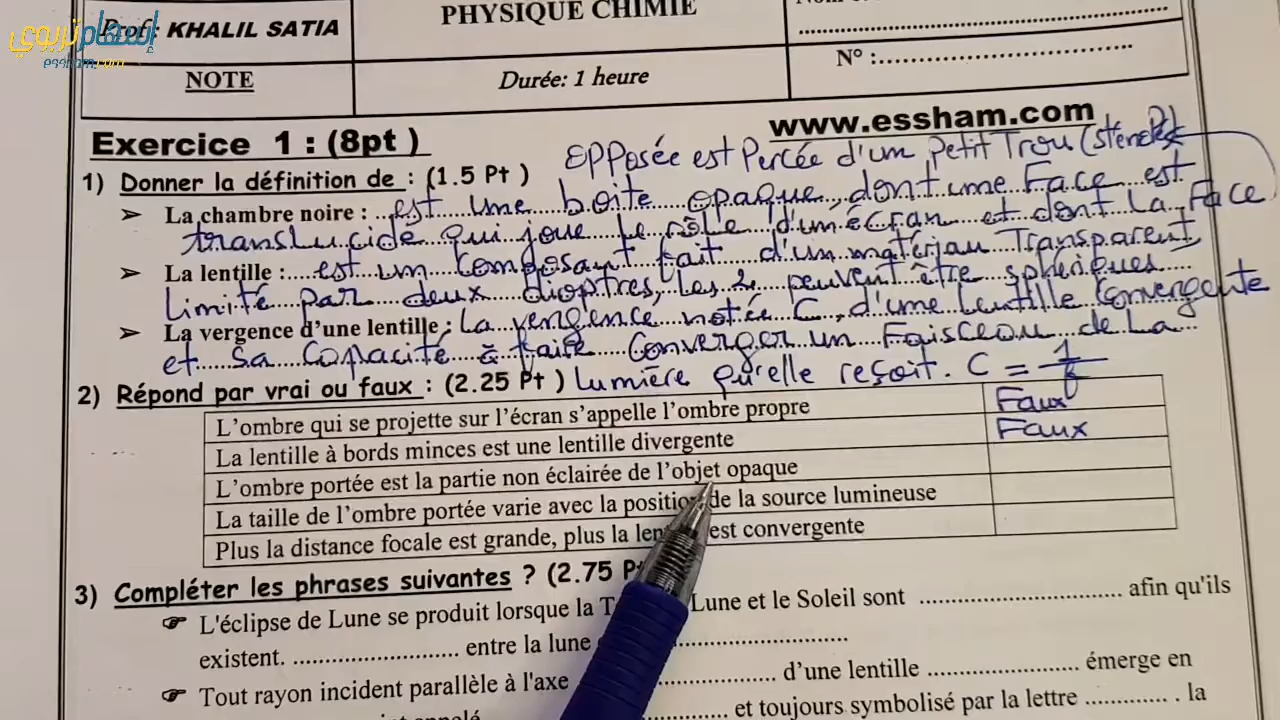 إسهام تربوي
essham.com
Prof: KHALIL SATIA
PHYSIQUE CHIMIE
NOTE
Durée: 1 heure
N° :
www.essham.com
Exercice 1 : (8pt )
opposée est Percée d'un petit Trou (sténopé)
1) Donner la définition de : (1.5 Pt )
➢ La chambre noire : est une boite opaque, dont une Face est
translucide qui joue le rôle d'un écran et dont la Face
➢ La lentille : est un composant fait d'un matériau Transparent
Limité par deux dioptres, les 2 peuvent être sphériques
➢ La vergence d'une lentille : La vergence notée C, d'une Lentille Convergente
et sa capacité à faire converger un Faisceau de La
lumière qu'elle reçoit. C = 1/f
2) Répond par vrai ou faux : (2.25 Pt )
L'ombre qui se projette sur l'écran s'appelle l'ombre propre Faux
La lentille à bords minces est une lentille divergente Faux
L'ombre portée est la partie non éclairée de l'objet opaque
La taille de l'ombre portée varie avec la position de la source lumineuse
Plus la distance focale est grande, plus la est convergente
3) Compléter les phrases suivantes ? (2.75
☞ L'éclipse de Lune se produit lorsque la Lune et le Soleil sont .............................. afin qu'ils
existent. ........................ entre la lune ........................
☞ Tout rayon incident parallèle à l'axe ........................ d'une lentille ...................... émerge en
appelé ........................ et toujours symbolisé par la lettre ............. . la